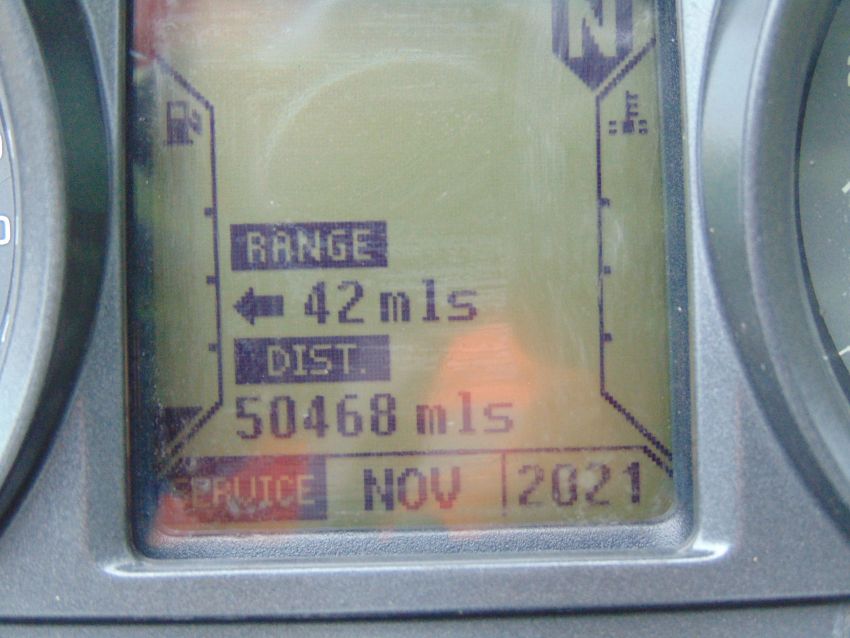 N
RANGE
42 mls
DIST.
50468 mls
SERVICE NOV 2021